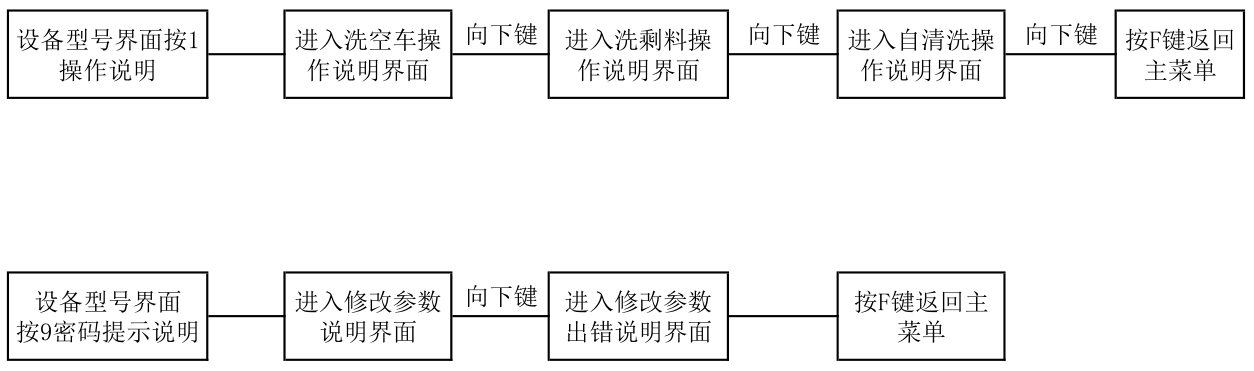 设备型号界面按1
操作说明
进入洗空车操
作说明界面
向下键
进入洗剩料操
作说明界面
向下键
进入自清洗操
作说明界面
向下键
按F键返回
主菜单
设备型号界面
按9密码提示说明
进入修改参数
说明界面
向下键
进入修改参数
出错说明界面
按F键返回主
菜单